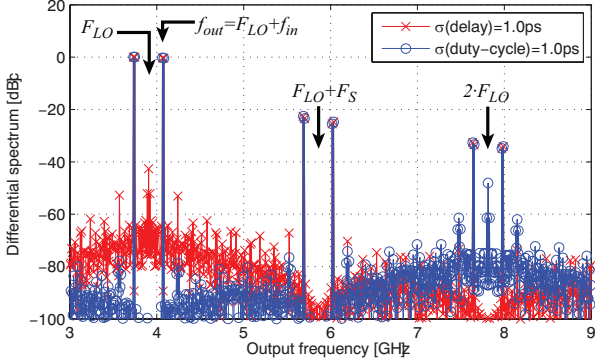 F_LO
f_out=F_LO+f_in
σ(delay)=1.0ps
σ(duty−cycle)=1.0ps
F_LO+F_S
2·F_LO
Differential spectrum [dB]c
20
0
−20
−40
−60
−80
−100
3
4
5
6
7
8
9
Output frequency [GHz]